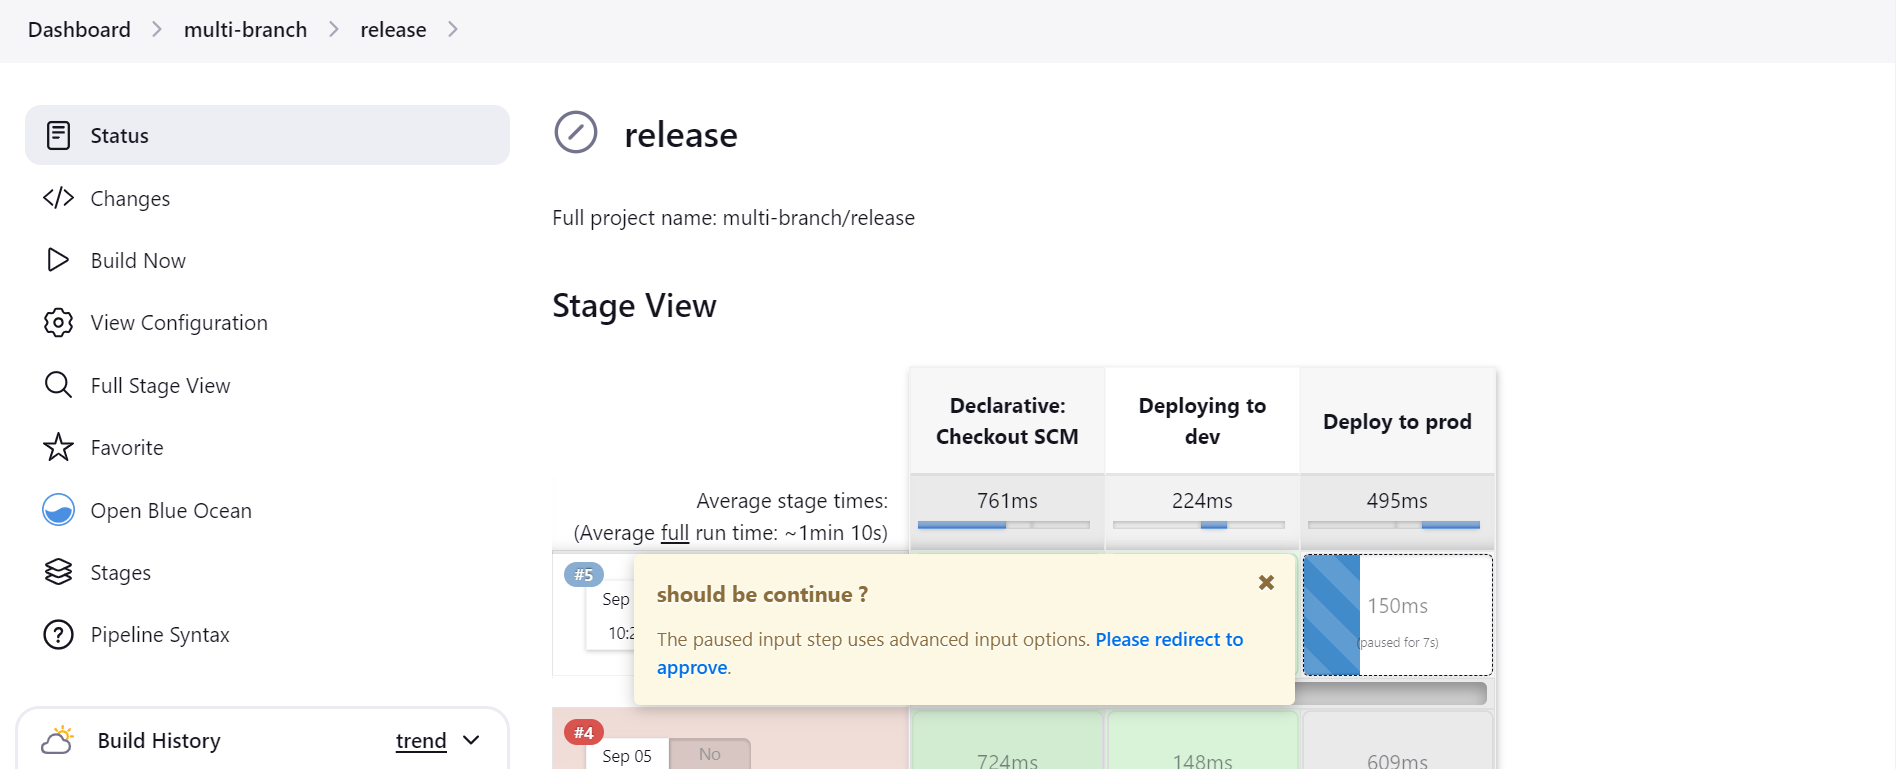 Dashboard
multi-branch
release
Status
Changes
Build Now
View Configuration
Full Stage View
Favorite
Open Blue Ocean
Stages
Pipeline Syntax
Build History
trend
release
Full project name: multi-branch/release
Stage View
Declarative:
Checkout SCM
Deploying to
dev
Deploy to prod
Average stage times:
(Average full run time: ~1min 10s)
761ms
224ms
495ms
#5
Sep
should be continue ?
The paused input step uses advanced input options. Please redirect to
approve.
150ms
(paused for 7s)
#4
Sep 05
No
724ms
148ms
609ms